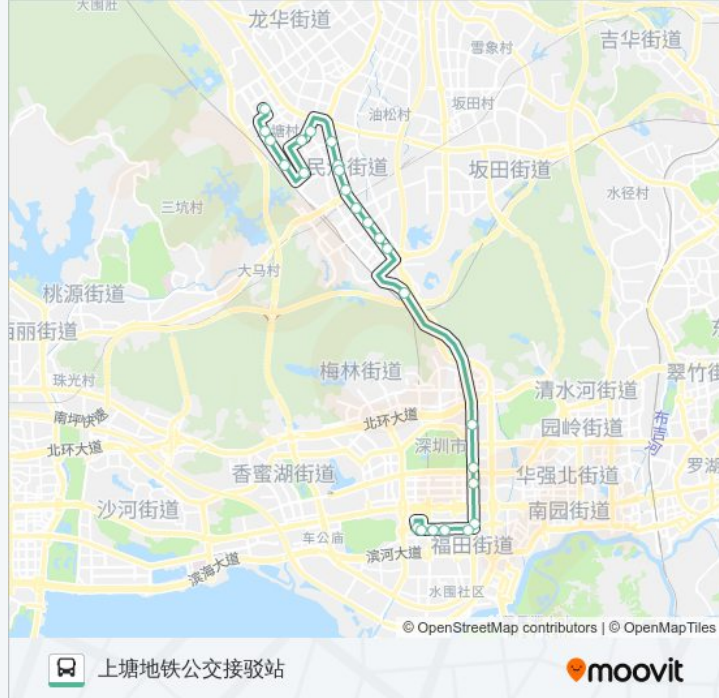 大围肚
龙华街道
吉华街道
雪象村
坂田村
油松村
塘村
民治街道
坂田街道
水径村
三坑村
大马村
桃源街道
丽街道
梅林街道
翠竹街
珠光村
清水河街道
南坪快速
北环大道
布吉河
园岭街道
北环大道
深圳市
罗湖
香蜜湖街道
华强北街道
沙河街道
南园街道
车公庙
滨河大道
福田街道
滨海大道
水围社区
© OpenStreetMap contributors | © OpenMapTiles
上塘地铁公交接驳站
moovit